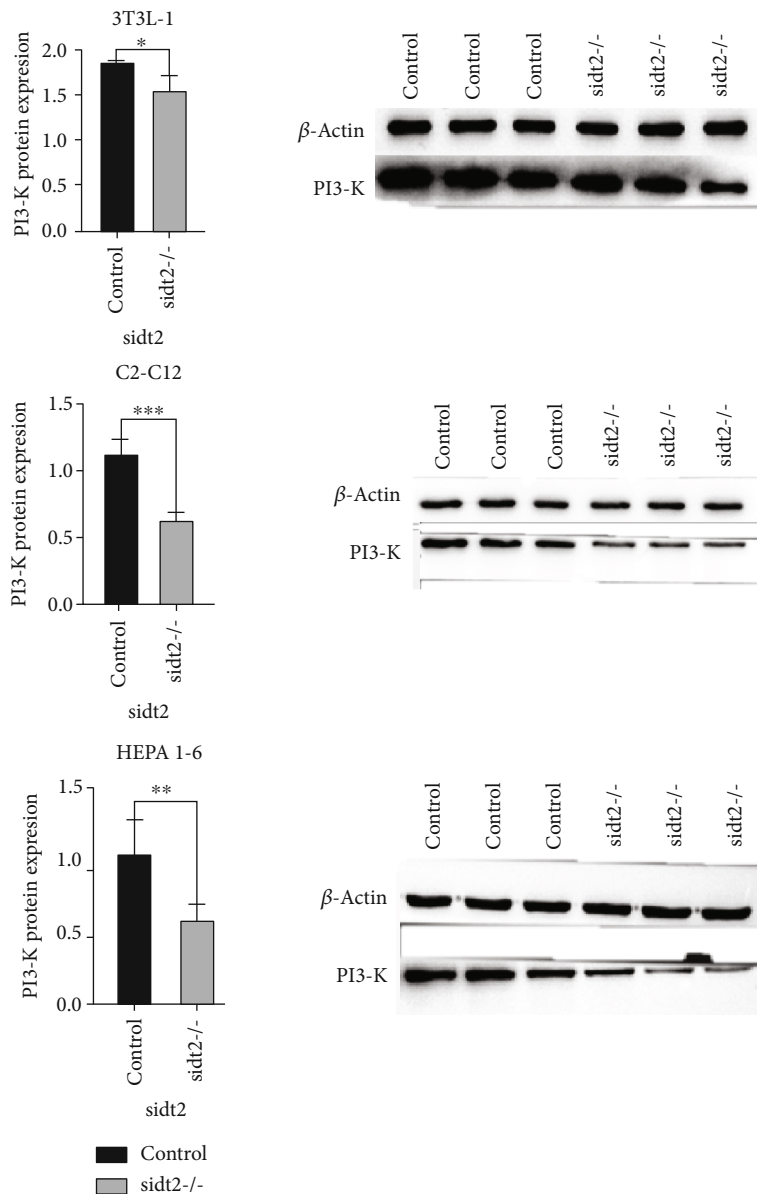 3T3L-1
*
2.0
1.5
1.0
0.5
0.0
PI3-K protein expresion
Control
sidt2-/-
sidt2
Control
Control
Control
sidt2-/-
sidt2-/-
sidt2-/-
β-Actin
PI3-K
C2-C12
***
1.5
1.0
0.5
0.0
PI3-K protein expresion
Control
sidt2-/-
sidt2
Control
Control
Control
sidt2-/-
sidt2-/-
sidt2-/-
β-Actin
PI3-K
HEPA 1-6
**
1.5
1.0
0.5
0.0
PI3-K protein expresion
Control
sidt2-/-
sidt2
Control
Control
Control
sidt2-/-
sidt2-/-
sidt2-/-
β-Actin
PI3-K
Control
sidt2-/-